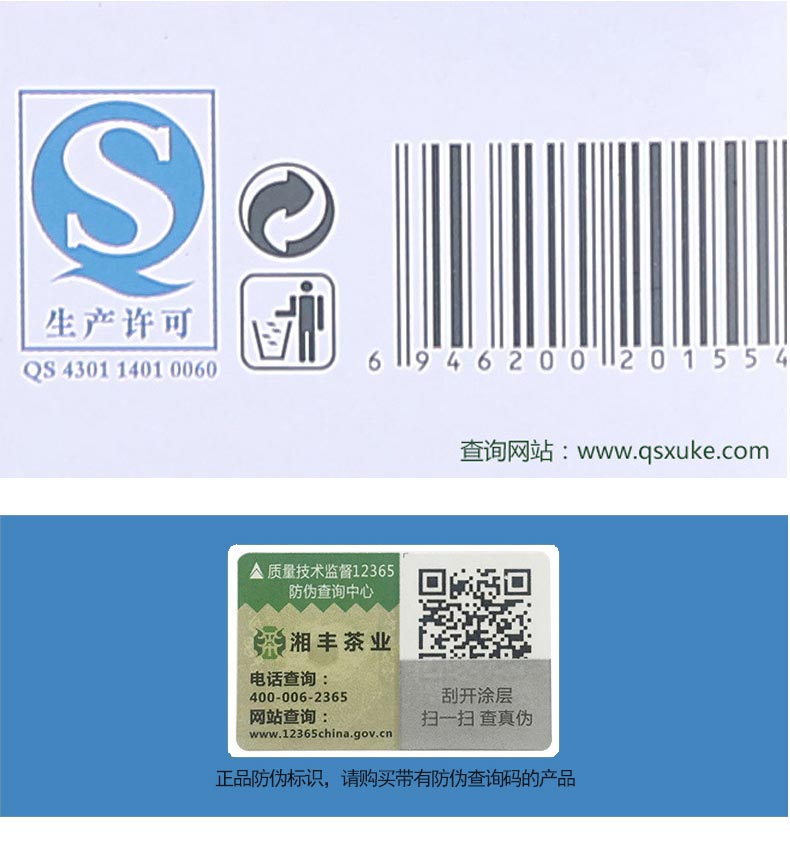 生产许可
QS 4301 1401 0060
6 946200 201554
查询网站：www.qsxuke.com
质量技术监督12365
防伪查询中心
湘丰茶业
电话查询：
400-006-2365
网站查询：
www.12365china.gov.cn
刮开涂层
扫一扫 查真伪
正品防伪标识，请购买带有防伪查询码的产品